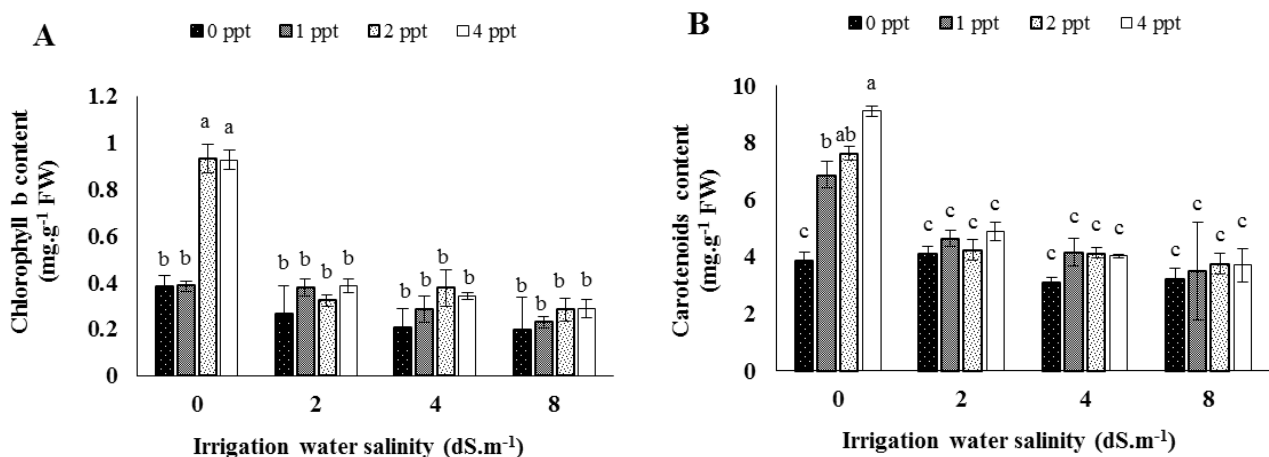 A
0 ppt 1 ppt 2 ppt 4 ppt
Chlorophyll b content
(mg.g-1 FW)
1.2
1
0.8
0.6
0.4
0.2
0
b b a a
b b b b
b b b b
b b b b
0 2 4 8
Irrigation water salinity (dS.m-1)
B
0 ppt 1 ppt 2 ppt 4 ppt
Carotenoids content
(mg.g-1 FW)
10
8
6
4
2
0
c b ab a
c c c c
c c c c
c c c c
0 2 4 8
Irrigation water salinity (dS.m-1)